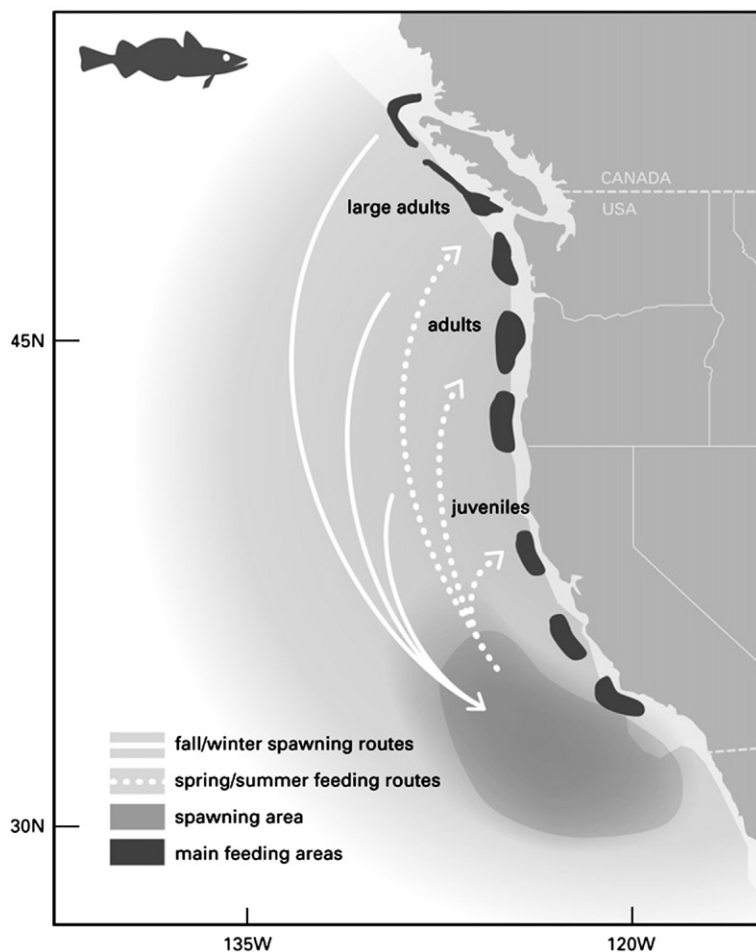 CANADA
USA
large adults
45N
adults
juveniles
fall/winter spawning routes
spring/summer feeding routes
spawning area
30N
main feeding areas
135W
120W